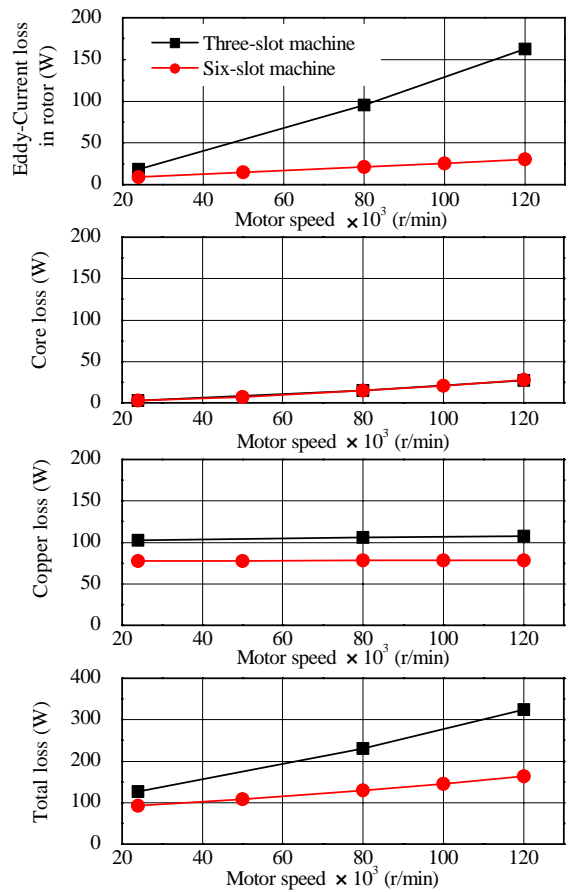 200
150
100
50
0
Eddy-Current loss
in rotor (W)
Three-slot machine
Six-slot machine
20 40 60 80 100 120
Motor speed ×10³ (r/min)
200
150
100
50
0
Core loss (W)
20 40 60 80 100 120
Motor speed ×10³ (r/min)
200
150
100
50
0
Copper loss (W)
20 40 60 80 100 120
Motor speed ×10³ (r/min)
400
300
200
100
0
Total loss (W)
20 40 60 80 100 120
Motor speed ×10³ (r/min)